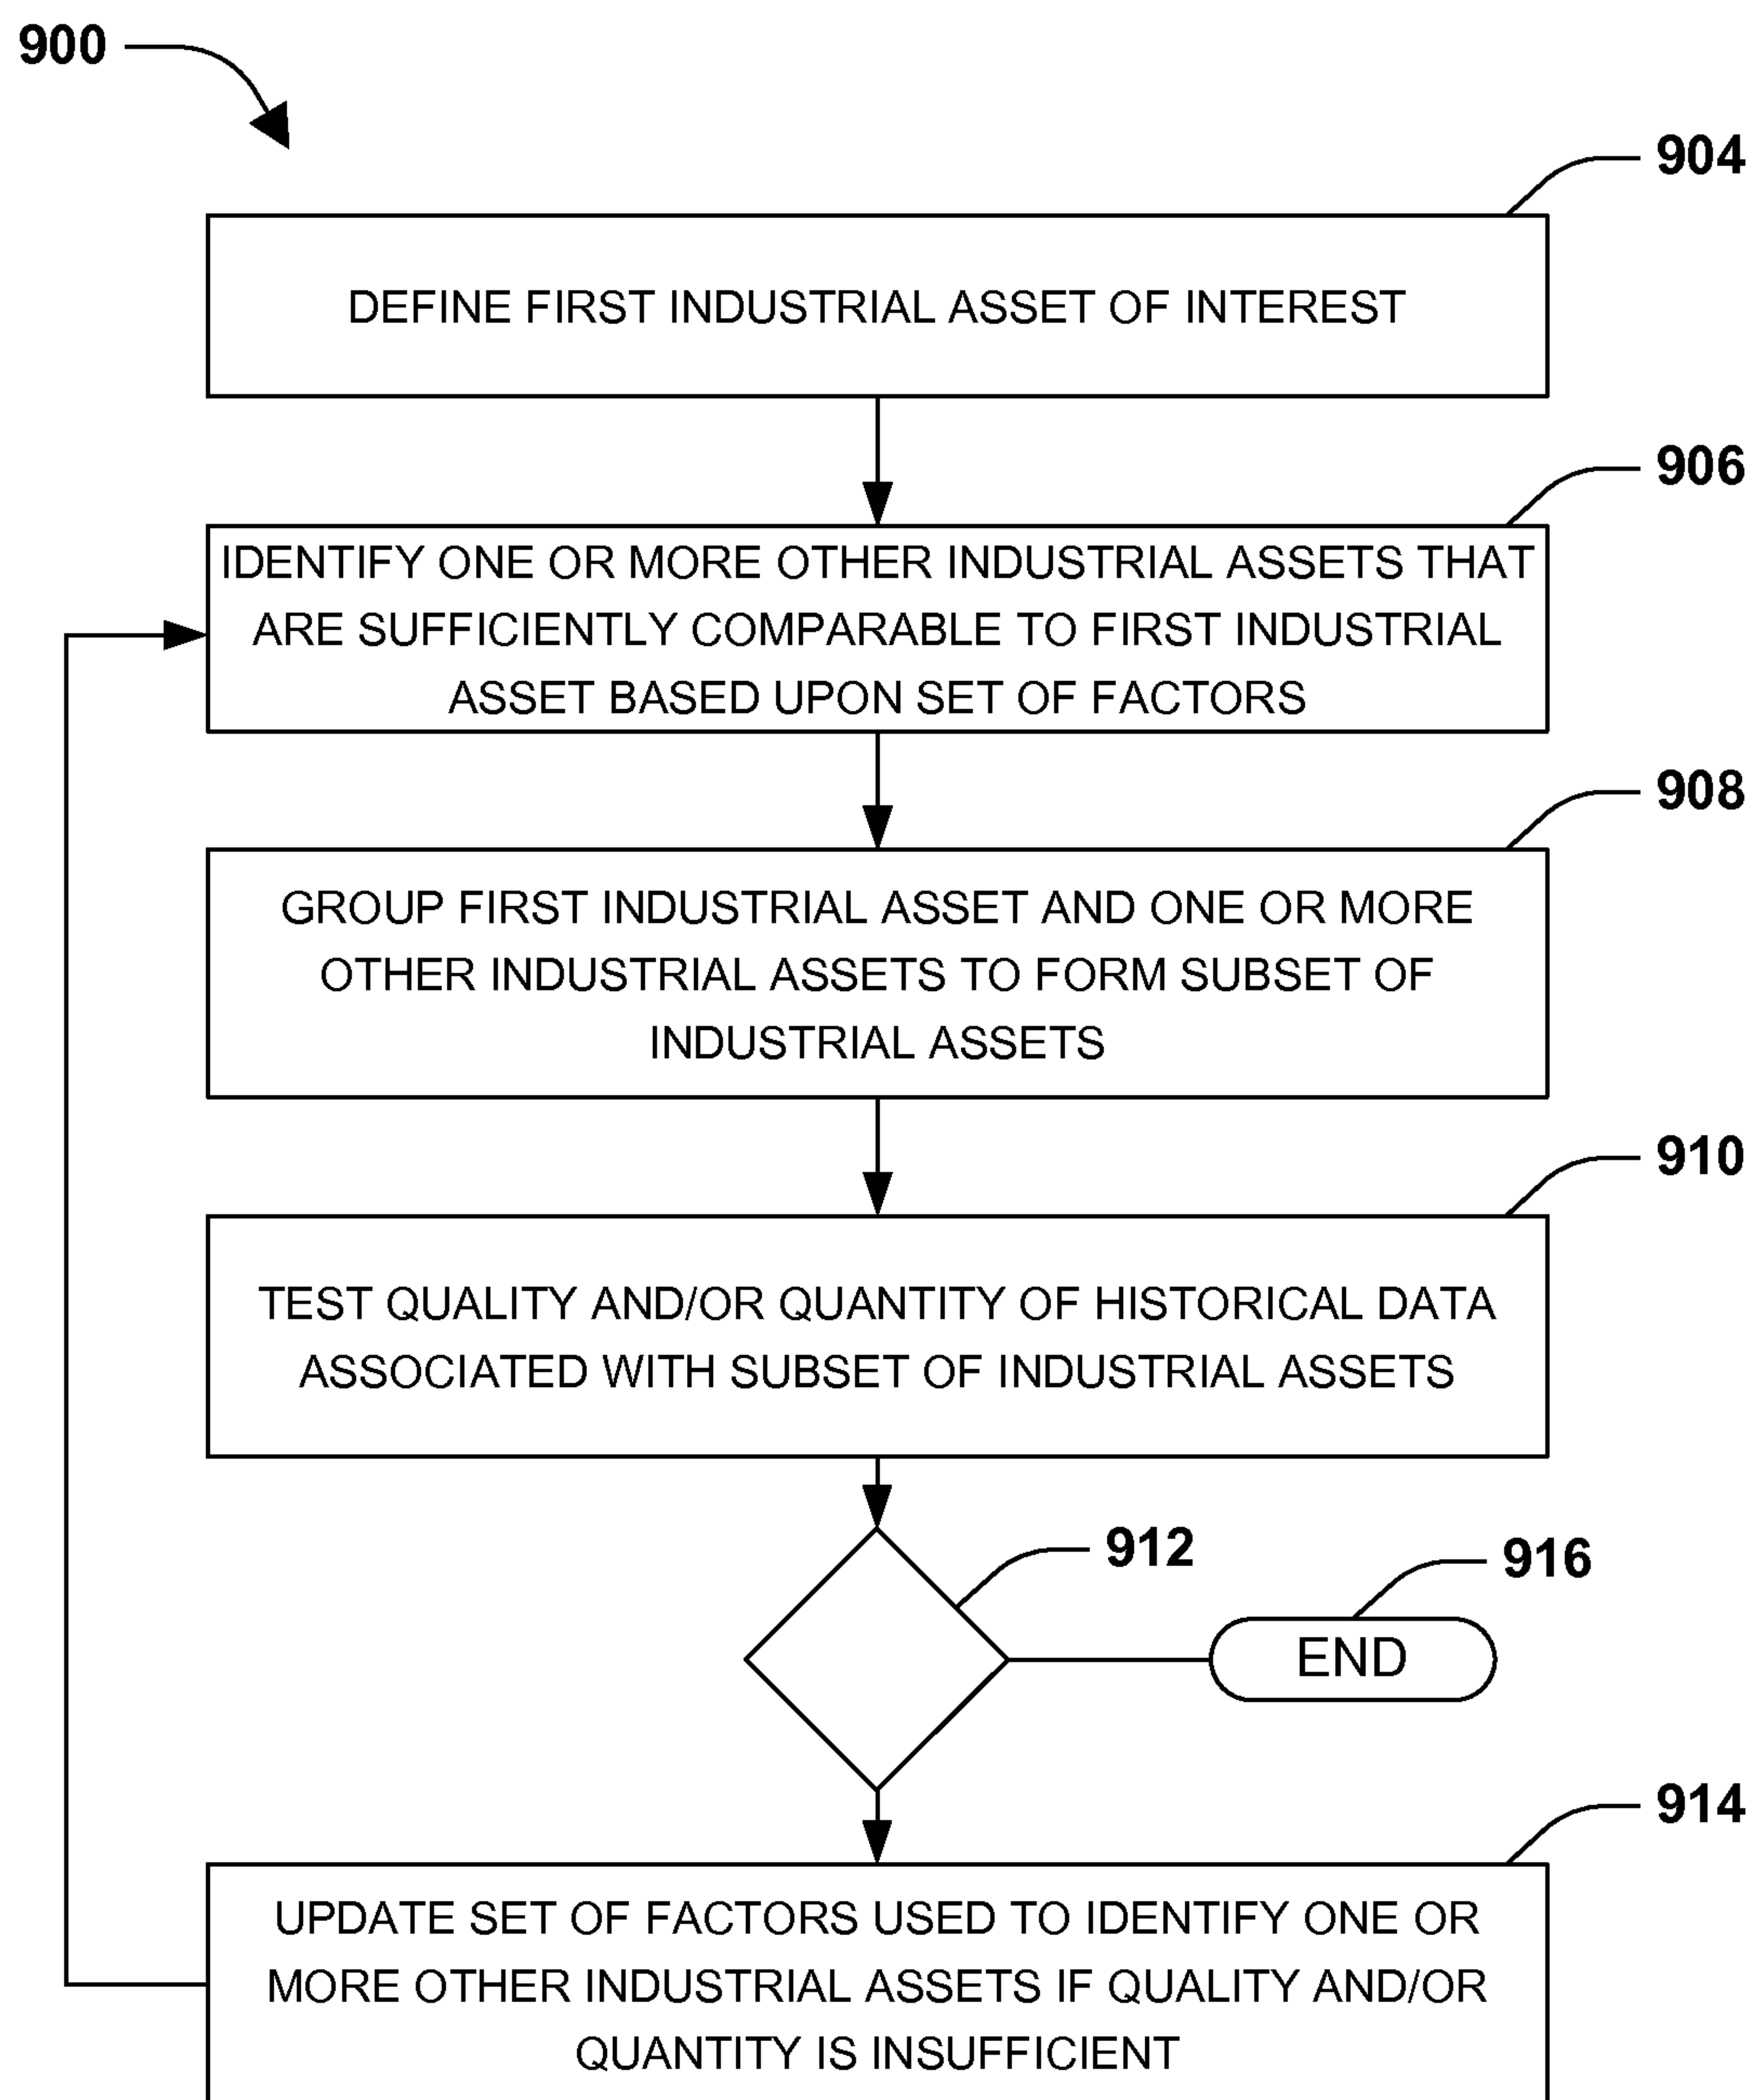 900
904
DEFINE FIRST INDUSTRIAL ASSET OF INTEREST
906
IDENTIFY ONE OR MORE OTHER INDUSTRIAL ASSETS THAT
ARE SUFFICIENTLY COMPARABLE TO FIRST INDUSTRIAL
ASSET BASED UPON SET OF FACTORS
908
GROUP FIRST INDUSTRIAL ASSET AND ONE OR MORE
OTHER INDUSTRIAL ASSETS TO FORM SUBSET OF
INDUSTRIAL ASSETS
910
TEST QUALITY AND/OR QUANTITY OF HISTORICAL DATA
ASSOCIATED WITH SUBSET OF INDUSTRIAL ASSETS
912
916
END
914
UPDATE SET OF FACTORS USED TO IDENTIFY ONE OR
MORE OTHER INDUSTRIAL ASSETS IF QUALITY AND/OR
QUANTITY IS INSUFFICIENT